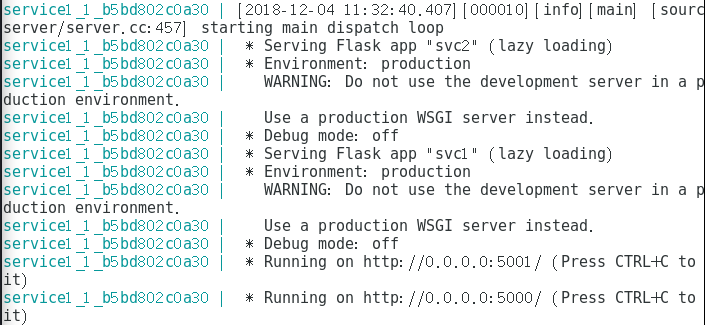 service1_1_b5bd802c0a30 | [2018-12-04 11:32:40.407][000010][info][main] [sourc
server/server.cc:457] starting main dispatch loop
service1_1_b5bd802c0a30 |  * Serving Flask app "svc2" (lazy loading)
service1_1_b5bd802c0a30 |  * Environment: production
service1_1_b5bd802c0a30 |    WARNING: Do not use the development server in a p
duction environment.
service1_1_b5bd802c0a30 |    Use a production WSGI server instead.
service1_1_b5bd802c0a30 |  * Debug mode: off
service1_1_b5bd802c0a30 |  * Serving Flask app "svc1" (lazy loading)
service1_1_b5bd802c0a30 |  * Environment: production
service1_1_b5bd802c0a30 |    WARNING: Do not use the development server in a p
duction environment.
service1_1_b5bd802c0a30 |    Use a production WSGI server instead.
service1_1_b5bd802c0a30 |  * Debug mode: off
service1_1_b5bd802c0a30 |  * Running on http://0.0.0.0:5001/ (Press CTRL+C to
it)
service1_1_b5bd802c0a30 |  * Running on http://0.0.0.0:5000/ (Press CTRL+C to
it)